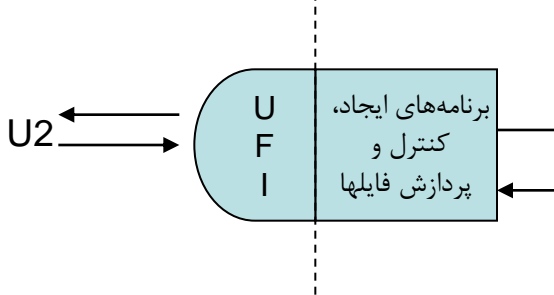 U2
U
F
I
برنامه‌های ایجاد،
کنترل و
پردازش فایلها